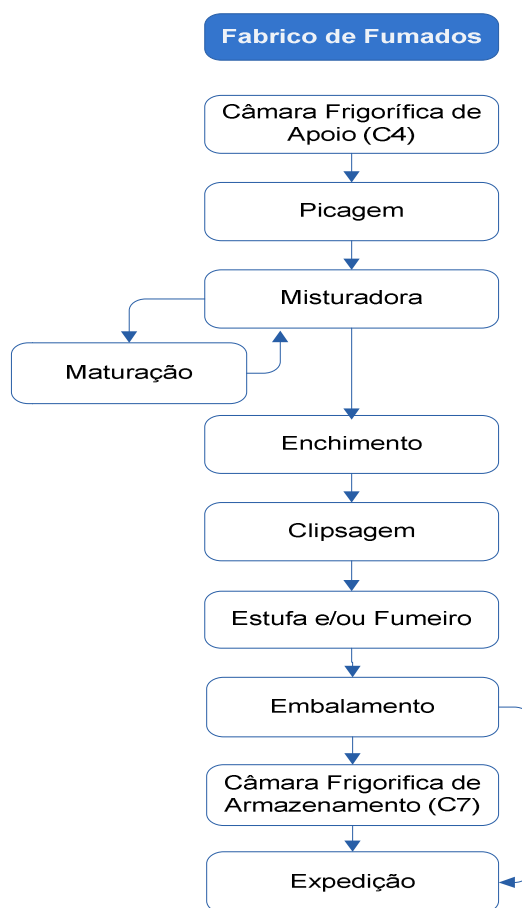 Fabrico de Fumados
Câmara Frigorífica de
Apoio (C4)
Picagem
Misturadora
Maturação
Enchimento
Clipsagem
Estufa e/ou Fumeiro
Embalamento
Câmara Frigorifica de
Armazenamento (C7)
Expedição